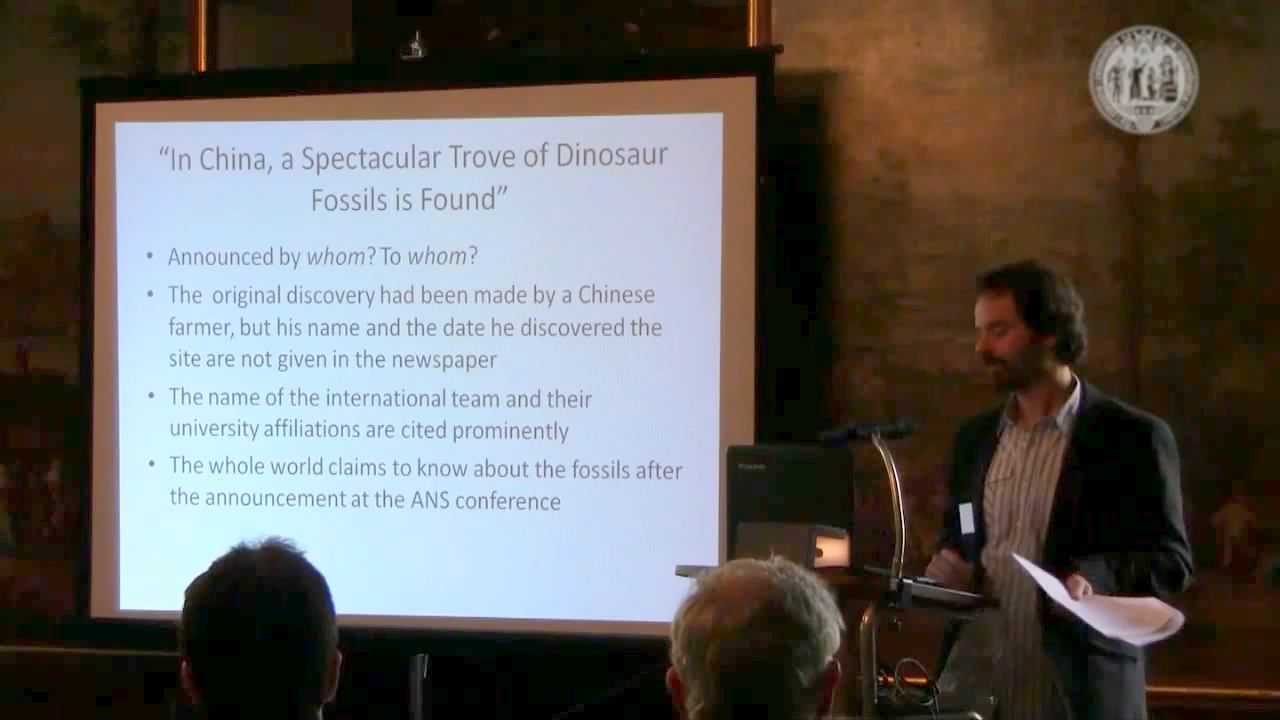 “In China, a Spectacular Trove of Dinosaur
Fossils is Found”
• Announced by whom? To whom?
• The original discovery had been made by a Chinese
farmer, but his name and the date he discovered the
site are not given in the newspaper
• The name of the international team and their
university affiliations are cited prominently
• The whole world claims to know about the fossils after
the announcement at the ANS conference